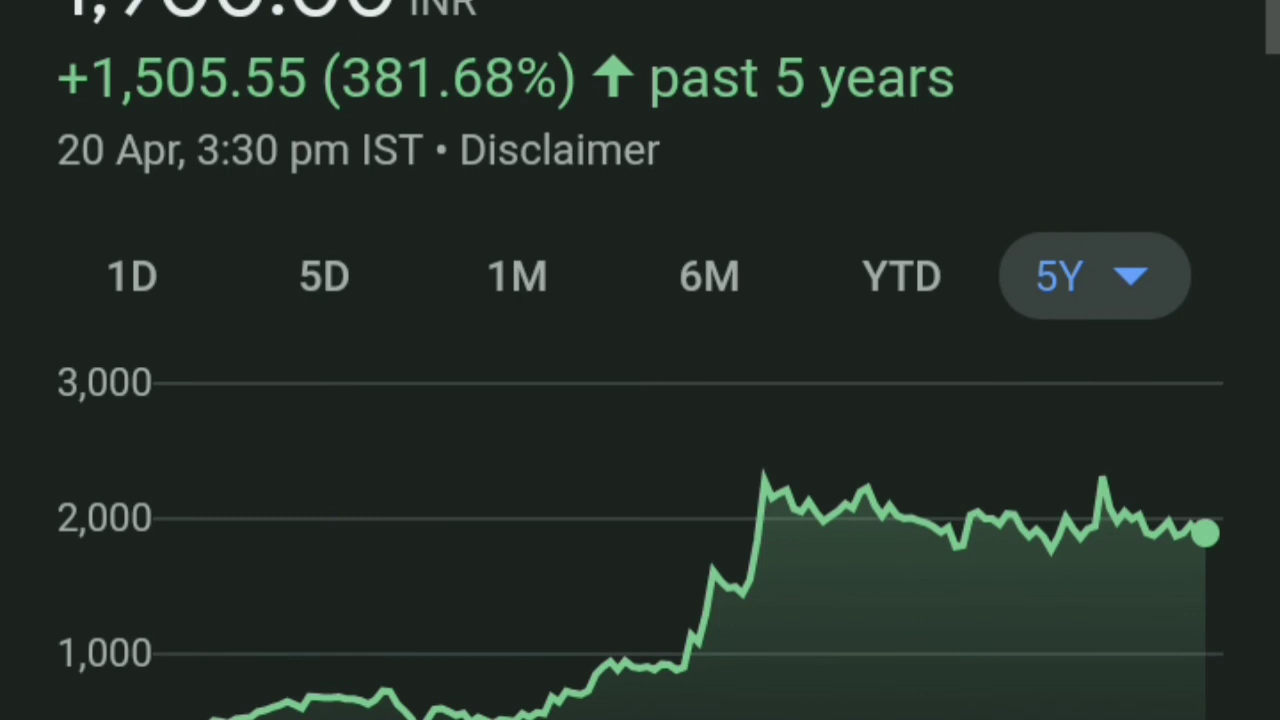 INR
+1,505.55 (381.68%) ↑ past 5 years
20 Apr, 3:30 pm IST • Disclaimer
1D 5D 1M 6M YTD 5Y
3,000
2,000
1,000